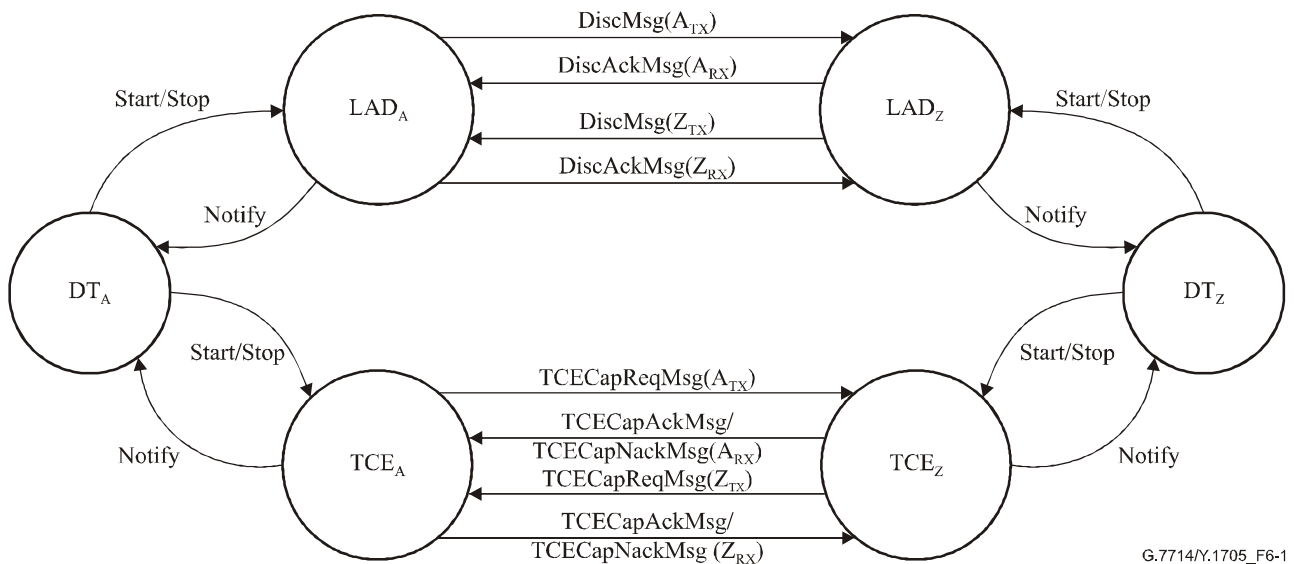 DiscMsg(A_TX)
DiscAckMsg(A_RX)
Start/Stop
LAD_A
LAD_Z
Start/Stop
DiscMsg(Z_TX)
DiscAckMsg(Z_RX)
Notify
Notify
DT_A
DT_Z
Start/Stop
Start/Stop
TCECapReqMsg(A_TX)
TCECapAckMsg/
TCECapNackMsg(A_RX)
Notify
TCE_A
TCE_Z
Notify
TCECapReqMsg(Z_TX)
TCECapAckMsg/
TCECapNackMsg (Z_RX)
G.7714/Y.1705_F6-1